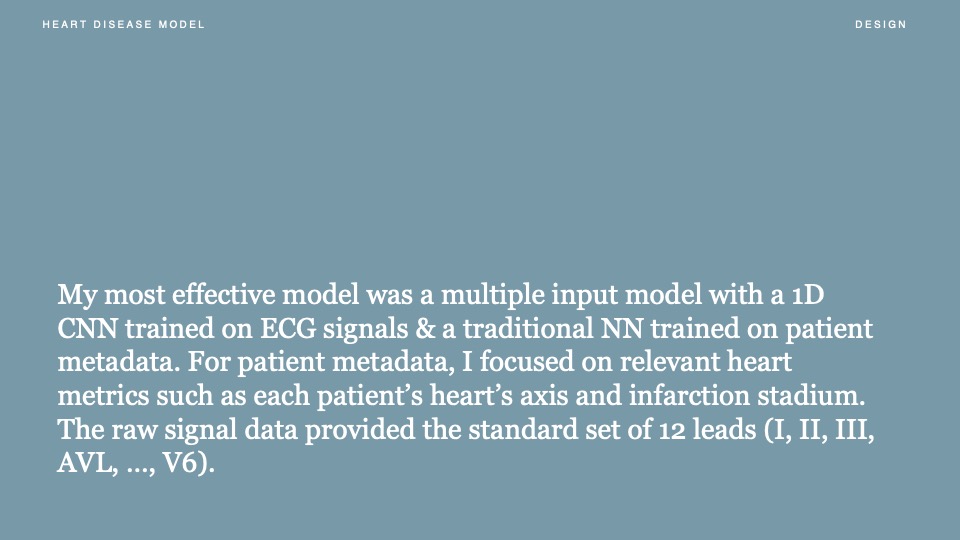 HEART DISEASE MODEL
DESIGN
My most effective model was a multiple input model with a 1D
CNN trained on ECG signals & a traditional NN trained on patient
metadata. For patient metadata, I focused on relevant heart
metrics such as each patient’s heart’s axis and infarction stadium.
The raw signal data provided the standard set of 12 leads (I, II, III,
AVL, ..., V6).